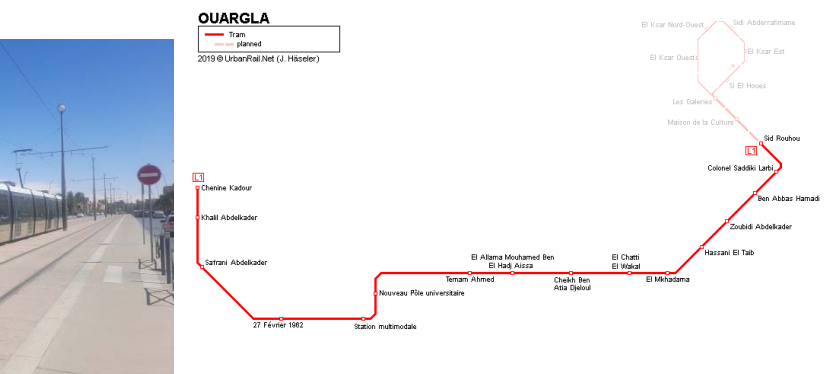 OUARGLA
Tram
planned
2019 © UrbanRail.Net (J. Häseler)
El Ksar Nord-Ouest
Sidi Abderrahmane
El Ksar Ouest
El Ksar Est
Si El Houes
Les Galeries
Maison de la Culture
Sid Rouhou
L1
Colonel Saddiki Larbi
L1
Chenine Kadour
Ben Abbas Hamadi
Khalil Abdelkader
Zoubidi Abdelkader
Hassani El Taib
El Allama Mouhamed Ben
El Hadj Aissa
El Chatti
El Wakal
Safrani Abdelkader
Temam Ahmed
Cheikh Ben
Atia Djeloul
El Mkhadama
Nouveau Pôle universitaire
27 Février 1962
Station multimodale